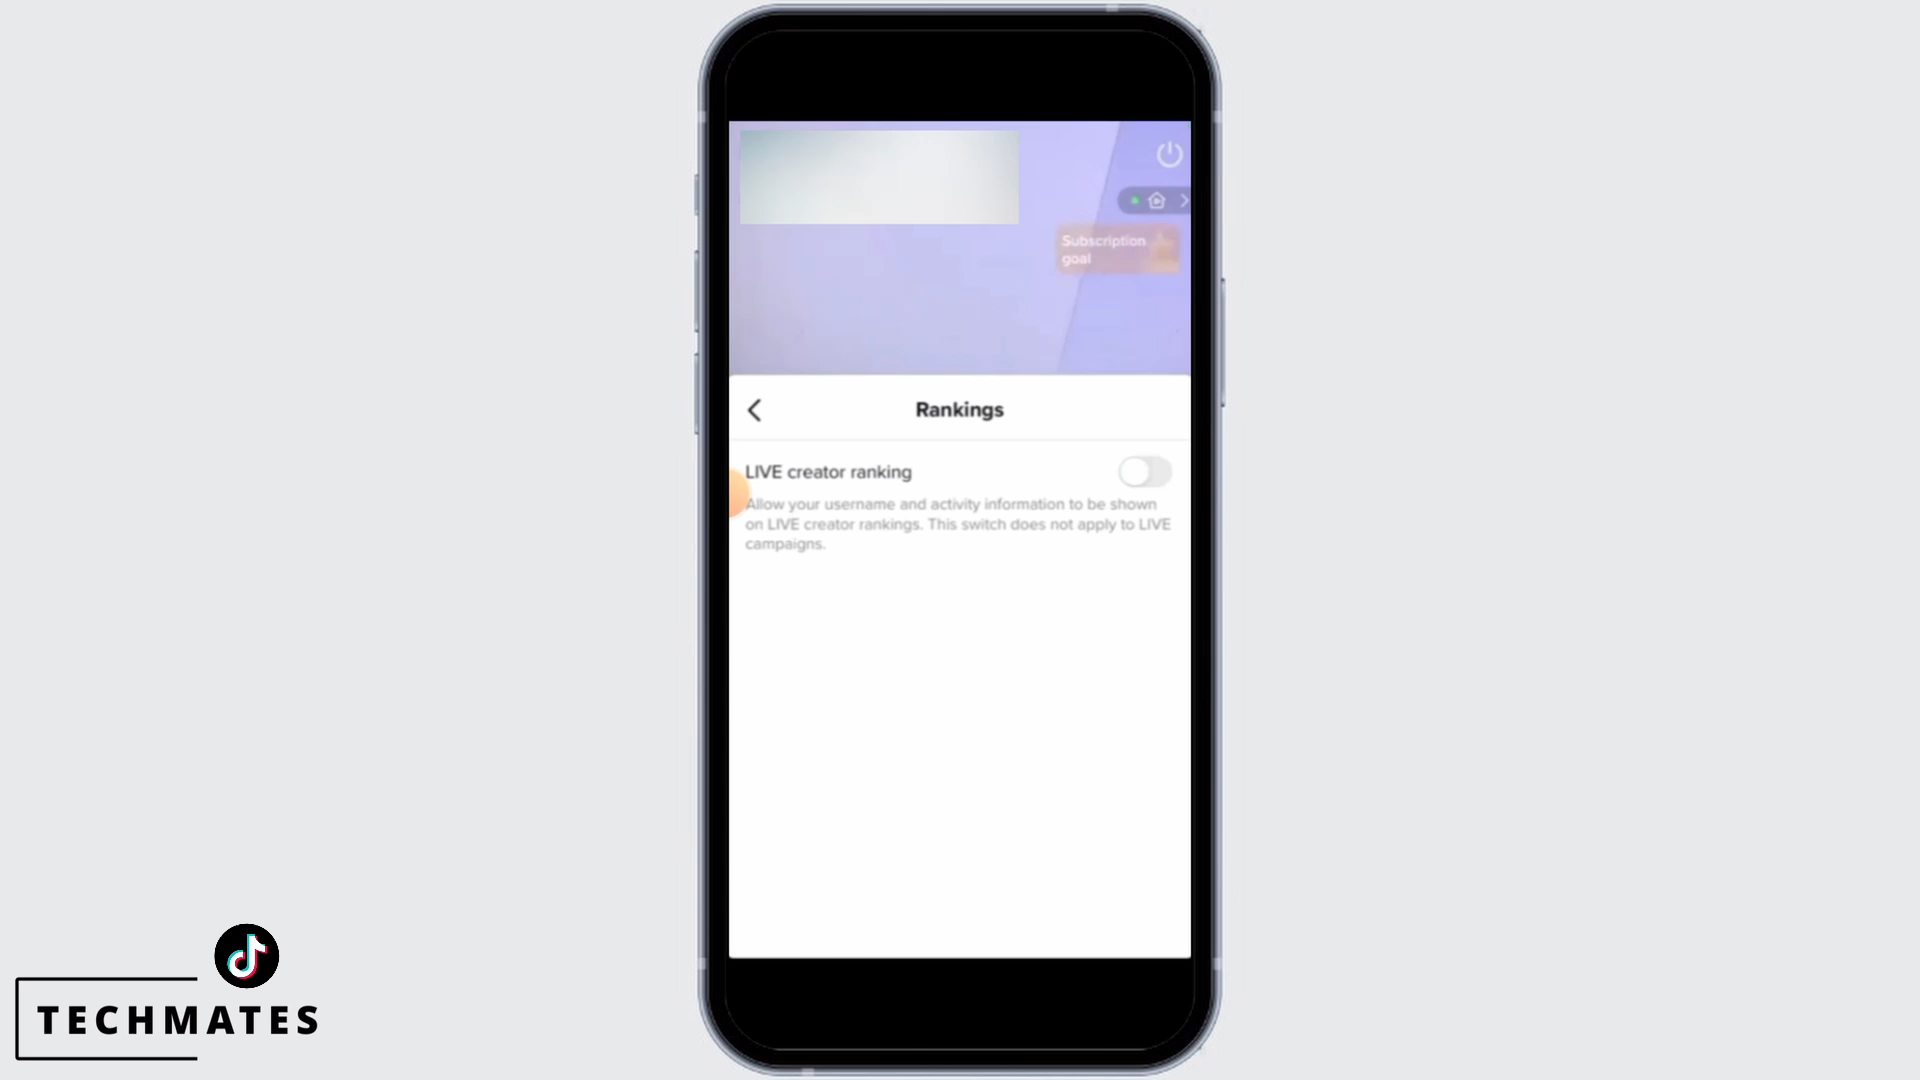 Subscription
goal
Rankings
LIVE creator ranking
Allow your username and activity information to be shown
on LIVE creator rankings. This switch does not apply to LIVE
campaigns.
TECHMATES